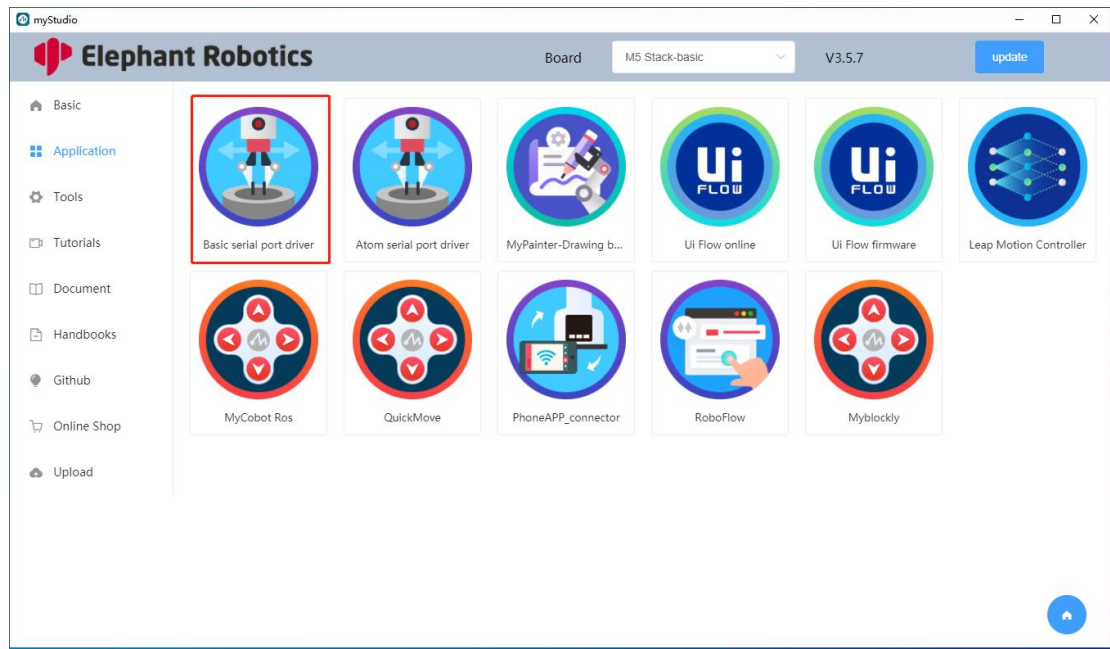 myStudio
Elephant Robotics
Board
M5 Stack-basic
V3.5.7
update
Basic
Application
Tools
Tutorials
Document
Handbooks
Github
Online Shop
Upload
Ui
FLOW
Ui
FLOW
Basic serial port driver
Atom serial port driver
MyPainter-Drawing b...
Ui Flow online
Ui Flow firmware
Leap Motion Controller
MyCobot Ros
QuickMove
PhoneAPP_connector
RoboFlow
Myblockly